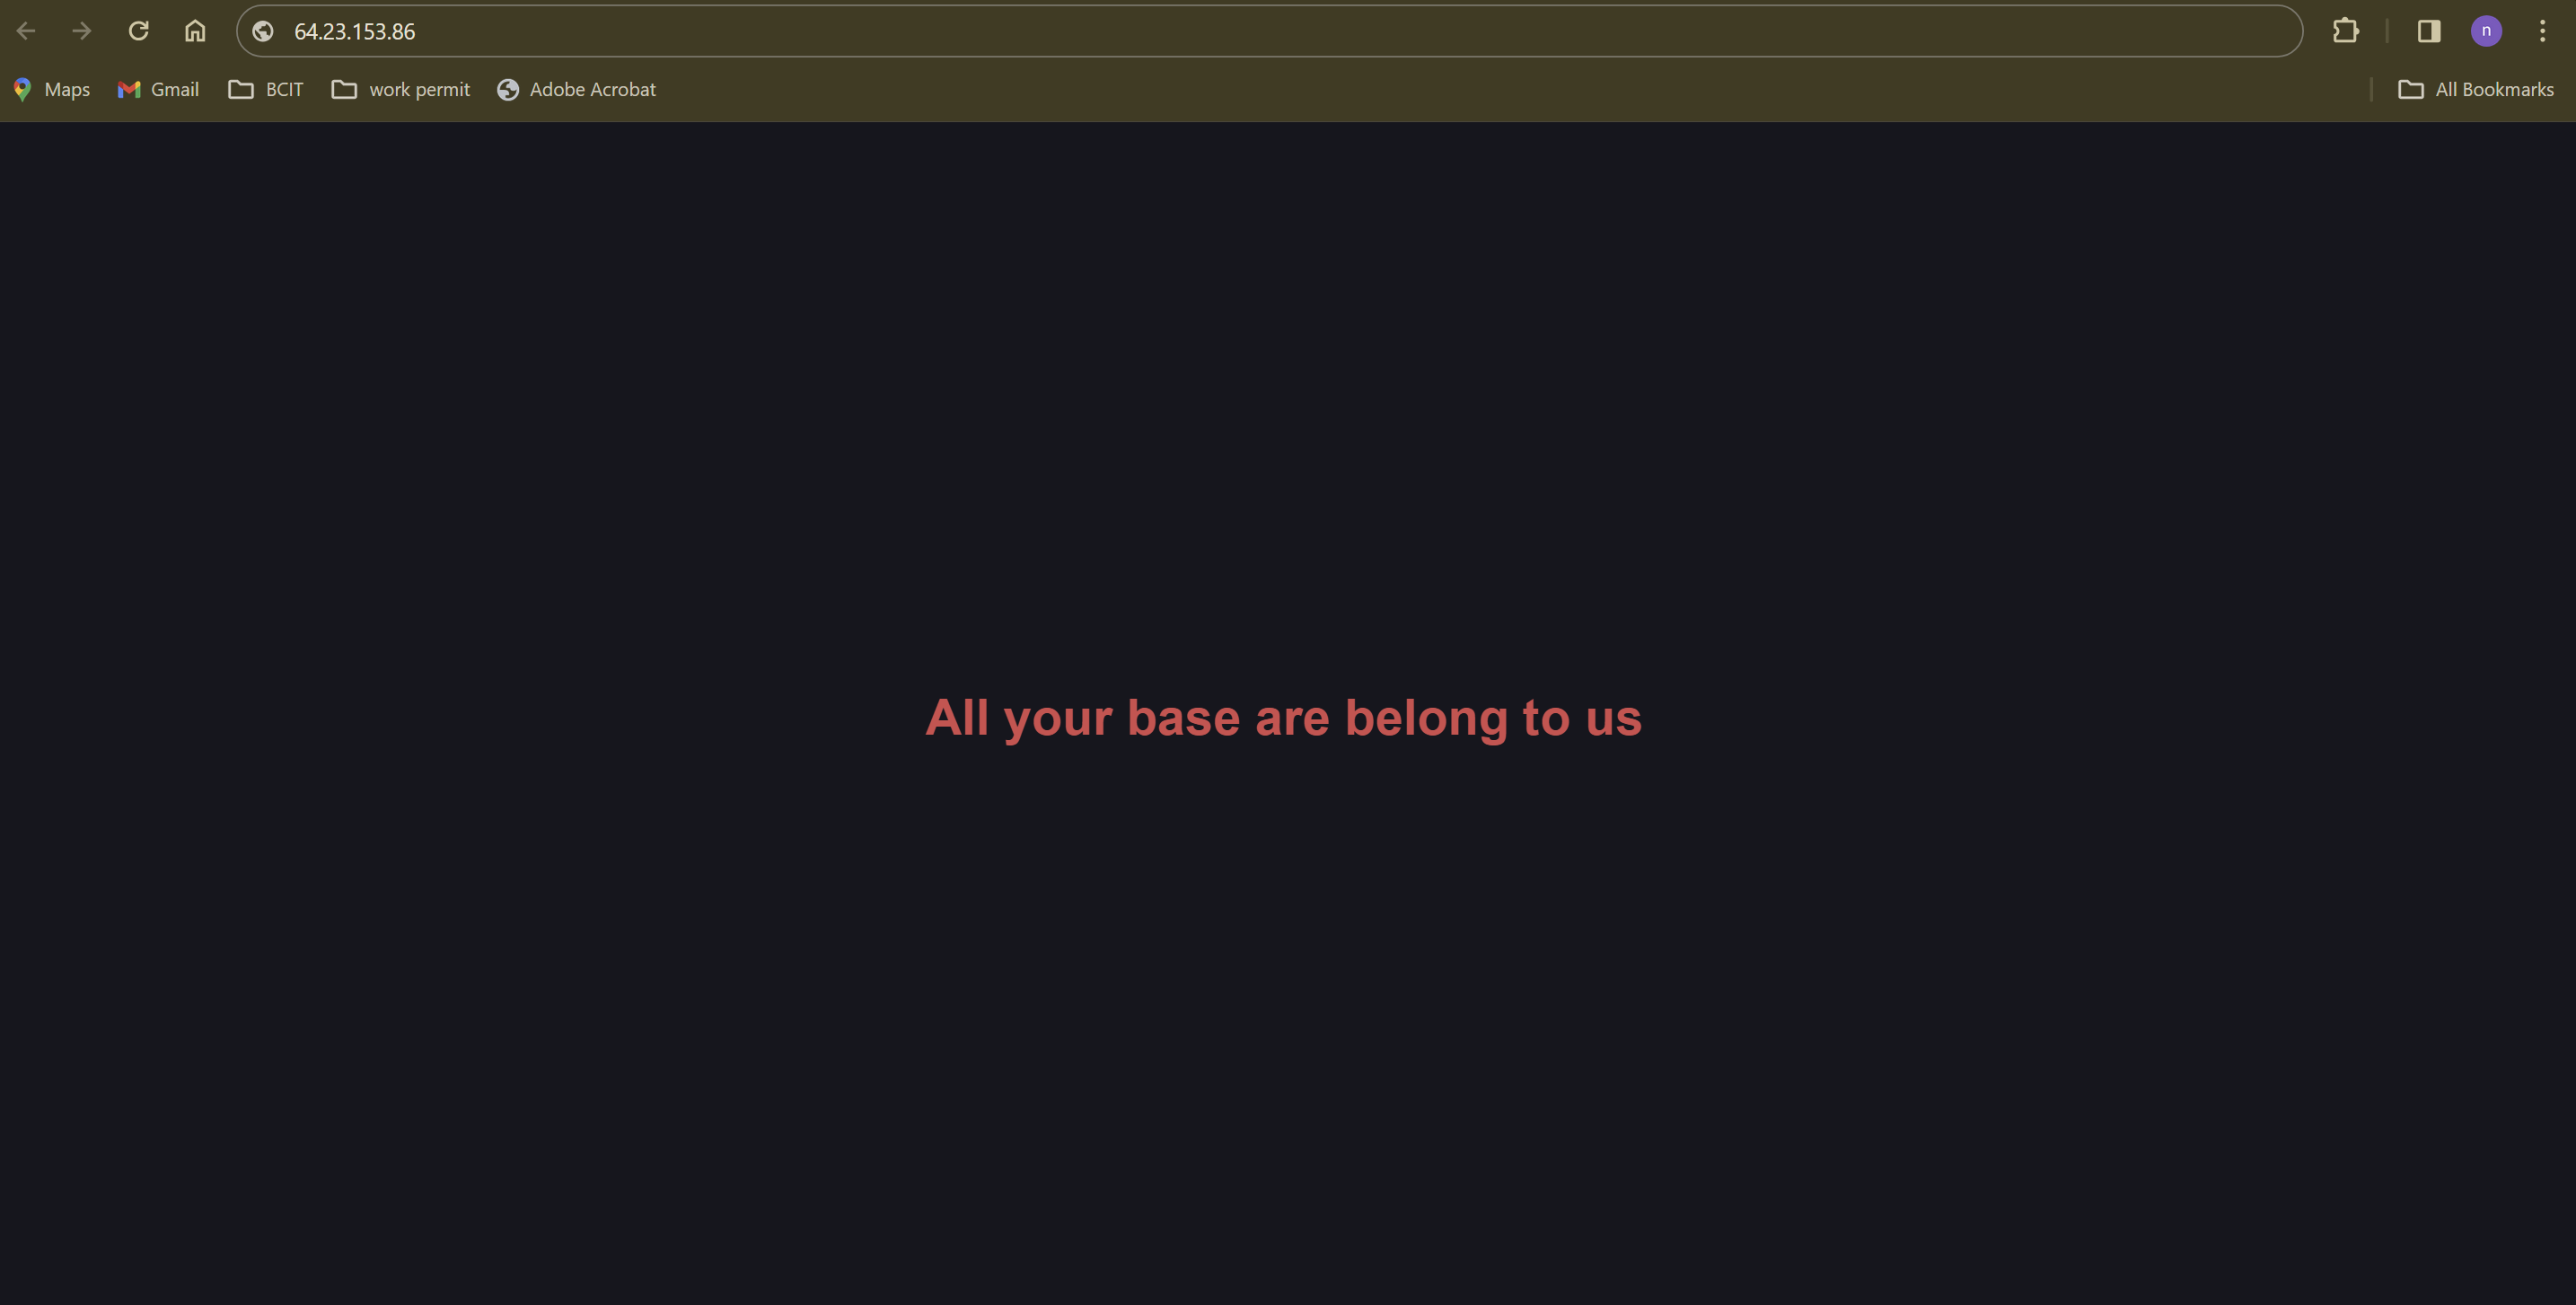 64.23.153.86
n
Maps Gmail BCIT work permit Adobe Acrobat All Bookmarks
All your base are belong to us